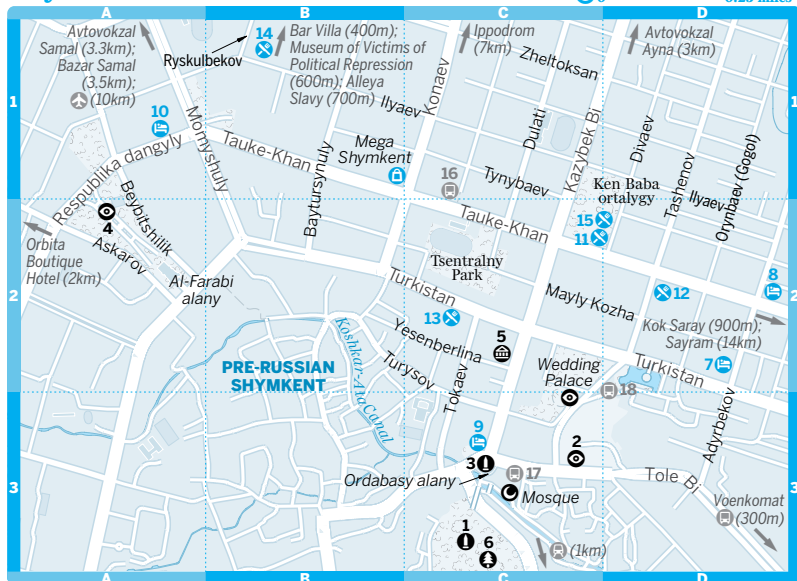 0.25 miles
A
B
C
D
Avtovokzal
Samal (3.3km);
Bazar Samal
(3.5km);
(10km)
Ryskulbekov
14
Bar Villa (400m);
Museum of Victims of
Political Repression
(600m); Alleya
Slavy (700m)
Ippodrom
(7km)
Zheltoksan
Avtovokzal
Ayna (3km)
1
1
10
Momyshuly
Ilyaev
Konaev
Dulati
Kazybek Bi
Divaev
Tashenov
Orynbaev (Gogol)
Respublika dangyly
Tauke-Khan
Mega
Shymkent
16
Tynybaev
Ken Baba
ortalygy
Ilyaev
Beybitshilik
Baytursynuly
4
Askarov
Tauke-Khan
15
11
Orbita
Boutique
Hotel (2km)
Al-Farabi
alany
Tsentralny
Park
8
2
2
Turkistan
Mayly Kozha
12
13
Yesenberlina
5
Kok Saray (900m);
Sayram (14km)
Koshkar-Ata Canal
PRE-RUSSIAN
SHYMKENT
Turysov
Tokaev
Wedding
Palace
Turkistan
7
18
Adyrbekov
9
2
3
17
Tole Bi
Ordabasy alany
Mosque
3
3
Voenkomat
(300m)
1
6
(1km)
A
B
C
D